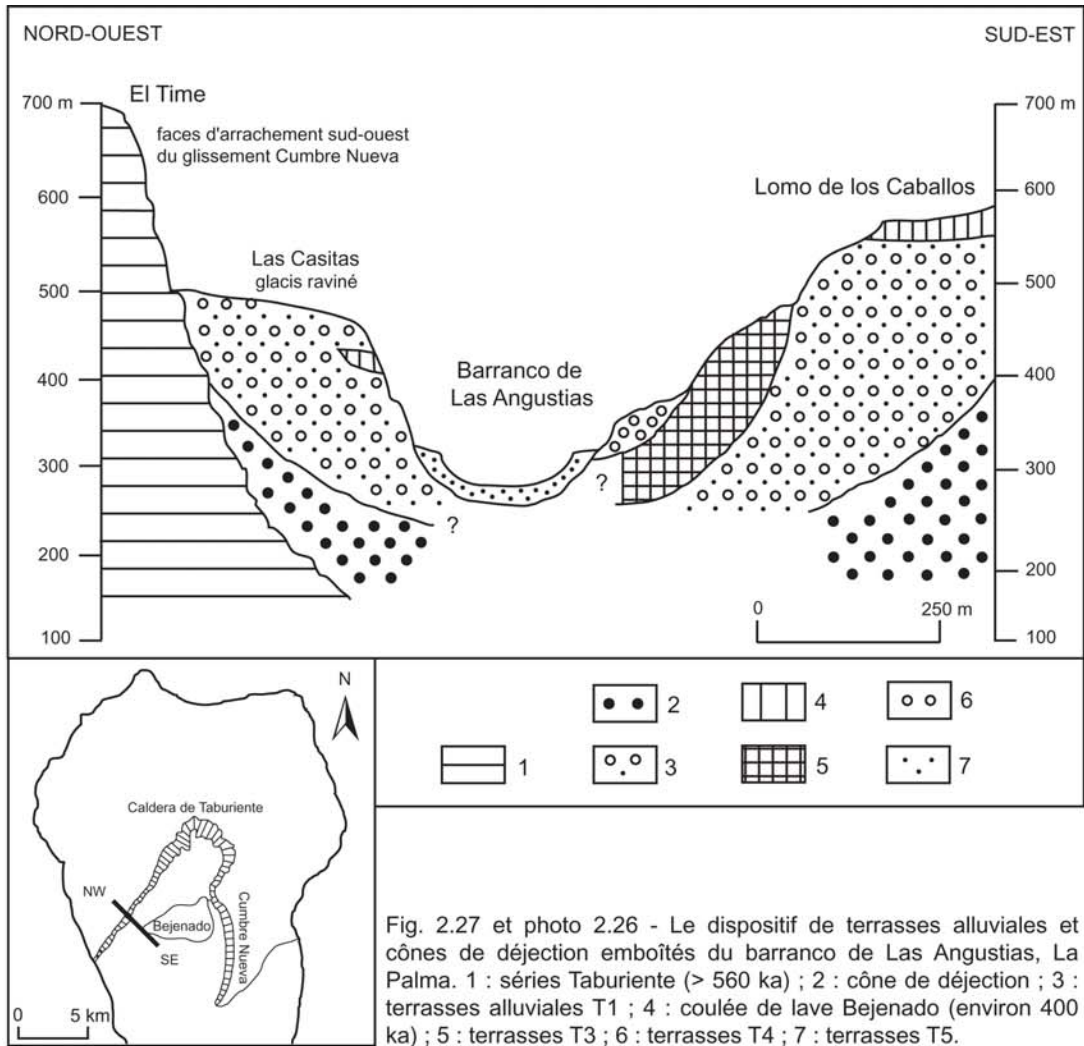 NORD-OUEST
SUD-EST
El Time
700 m
700 m
faces d'arrachement sud-ouest
du glissement Cumbre Nueva
Lomo de los Caballos
600
600
Las Casitas
glacis raviné
500
500
Barranco de
Las Angustias
400
400
300
300
?
?
200
200
0
250 m
100
100
N
Caldera de Taburiente
NW
Bejenado
SE
Cumbre Nueva
0
5 km
2
4
6
1
3
5
7
Fig. 2.27 et photo 2.26 - Le dispositif de terrasses alluviales et
cônes de déjection emboîtés du barranco de Las Angustias, La
Palma. 1 : séries Taburiente (> 560 ka) ; 2 : cône de déjection ; 3 :
terrasses alluviales T1 ; 4 : coulée de lave Bejenado (environ 400
ka) ; 5 : terrasses T3 ; 6 : terrasses T4 ; 7 : terrasses T5.